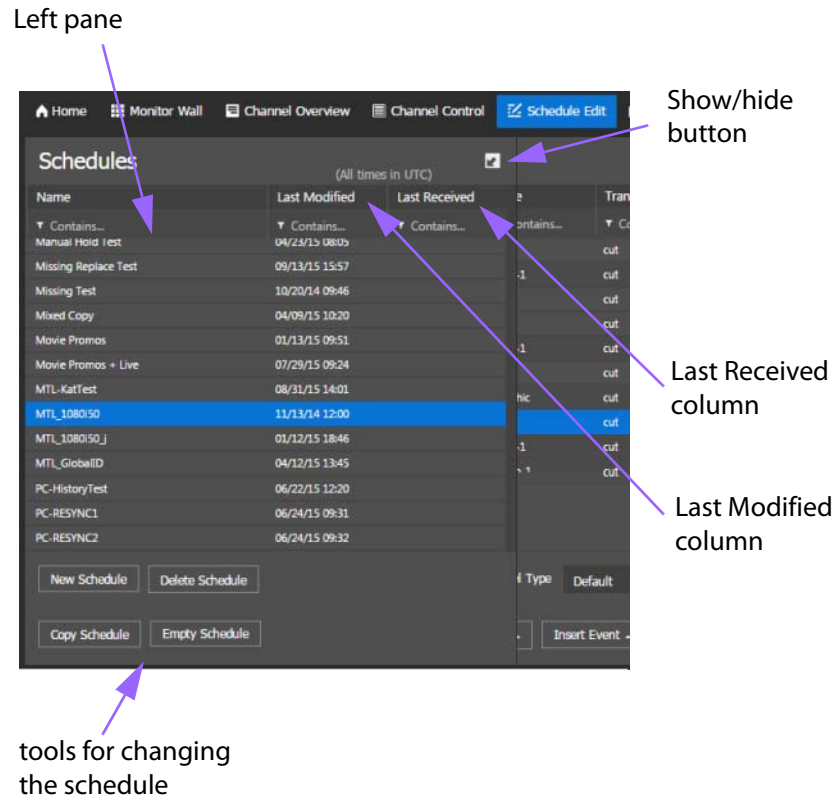 Left pane
Home Monitor Wall Channel Overview Channel Control Schedule Edit
Show/hide
button
Schedules
(All times in UTC)
Name Last Modified Last Received Tran
Contains... Contains... Contains... ontains...
Manual Hold Test 04/23/15 08:05 cut
Missing Replace Test 09/13/15 15:57 -1 cut
Missing Test 10/20/14 09:46 cut
Mixed Copy 04/09/15 10:20 cut
Movie Promos 01/13/15 09:51 -1 cut
Movie Promos + Live 07/29/15 09:24 cut
MTL-KatTest 08/31/15 14:01 hic cut
MTL_1080i50 11/13/14 12:00 cut
MTL_1080i50_j 01/12/15 18:46 -1 cut
MTL_GlobalID 04/12/15 13:45 cut
PC-HistoryTest 06/22/15 12:20
PC-RESYNC1 06/24/15 09:31
PC-RESYNC2 06/24/15 09:32
Last Received
column
Last Modified
column
New Schedule Delete Schedule Type Default
Copy Schedule Empty Schedule Insert Event
tools for changing
the schedule